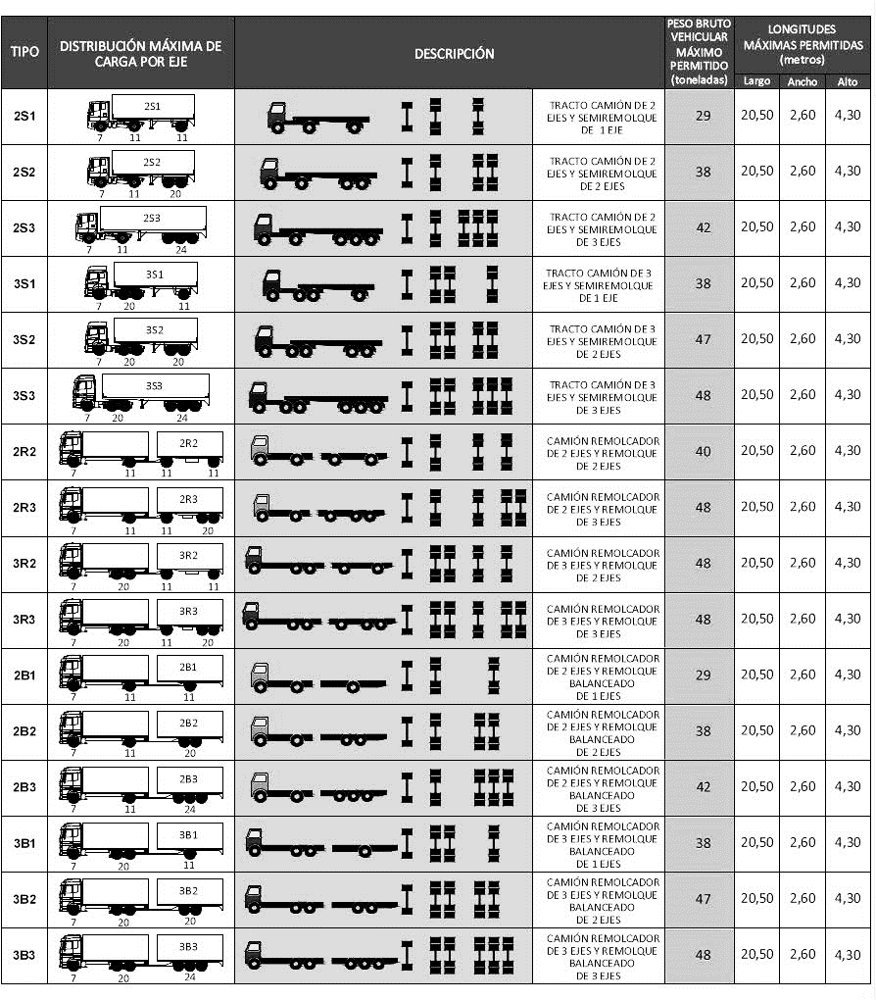 TIPO
DISTRIBUCIÓN MÁXIMA DE
CARGA POR EJE
DESCRIPCIÓN
PESO BRUTO
VEHICULAR
MÁXIMO
PERMITIDO
(toneladas)
LONGITUDES
MÁXIMAS PERMITIDAS
(metros)
Largo Ancho Alto
2S1
2S1
7 11 11
TRACTO CAMIÓN DE 2
EJES Y SEMIREMOLQUE
DE 1 EJE
29 20,50 2,60 4,30
2S2
2S2
7 11 20
TRACTO CAMIÓN DE 2
EJES Y SEMIREMOLQUE
DE 2 EJES
38 20,50 2,60 4,30
2S3
2S3
7 11 24
TRACTO CAMIÓN DE 2
EJES Y SEMIREMOLQUE
DE 3 EJES
42 20,50 2,60 4,30
3S1
3S1
7 20 11
TRACTO CAMIÓN DE 3
EJES Y SEMIREMOLQUE
DE 1 EJE
38 20,50 2,60 4,30
3S2
3S2
7 20 20
TRACTO CAMIÓN DE 3
EJES Y SEMIREMOLQUE
DE 2 EJES
47 20,50 2,60 4,30
3S3
3S3
7 20 24
TRACTO CAMIÓN DE 3
EJES Y SEMIREMOLQUE
DE 3 EJES
48 20,50 2,60 4,30
2R2
2R2
7 11 11 11
CAMIÓN REMOLCADOR
DE 2 EJES Y REMOLQUE
DE 2 EJES
40 20,50 2,60 4,30
2R3
2R3
7 11 11 20
CAMIÓN REMOLCADOR
DE 2 EJES Y REMOLQUE
DE 3 EJES
48 20,50 2,60 4,30
3R2
3R2
7 20 11 11
CAMIÓN REMOLCADOR
DE 3 EJES Y REMOLQUE
DE 2 EJES
48 20,50 2,60 4,30
3R3
3R3
7 20 11 20
CAMIÓN REMOLCADOR
DE 3 EJES Y REMOLQUE
DE 3 EJES
48 20,50 2,60 4,30
2B1
2B1
7 11 11
CAMIÓN REMOLCADOR
DE 2 EJES Y REMOLQUE
BALANCEADO
DE 1 EJES
29 20,50 2,60 4,30
2B2
2B2
7 11 20
CAMIÓN REMOLCADOR
DE 2 EJES Y REMOLQUE
BALANCEADO
DE 2 EJES
38 20,50 2,60 4,30
2B3
2B3
7 11 24
CAMIÓN REMOLCADOR
DE 2 EJES Y REMOLQUE
BALANCEADO
DE 3 EJES
42 20,50 2,60 4,30
3B1
3B1
7 20 11
CAMIÓN REMOLCADOR
DE 3 EJES Y REMOLQUE
BALANCEADO
DE 1 EJES
38 20,50 2,60 4,30
3B2
3B2
7 20 20
CAMIÓN REMOLCADOR
DE 3 EJES Y REMOLQUE
BALANCEADO
DE 2 EJES
47 20,50 2,60 4,30
3B3
3B3
7 20 24
CAMIÓN REMOLCADOR
DE 3 EJES Y REMOLQUE
BALANCEADO
DE 3 EJES
48 20,50 2,60 4,30